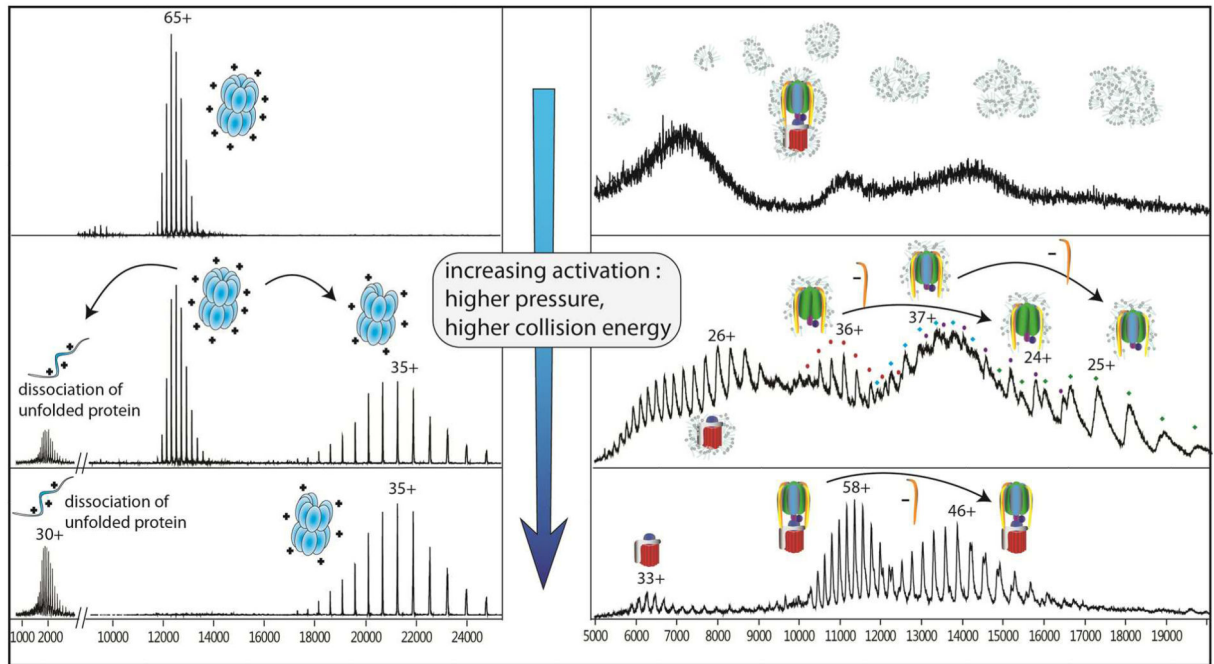 65+
increasing activation :
higher pressure,
higher collision energy
dissociation of
unfolded protein
35+
26+
36+
37+
24+
25+
dissociation of
unfolded protein
30+
35+
33+
58+
46+
1000 2000 10000 12000 14000 16000 18000 20000 22000 24000
5000 6000 7000 8000 9000 10000 11000 12000 13000 14000 15000 16000 17000 18000 19000